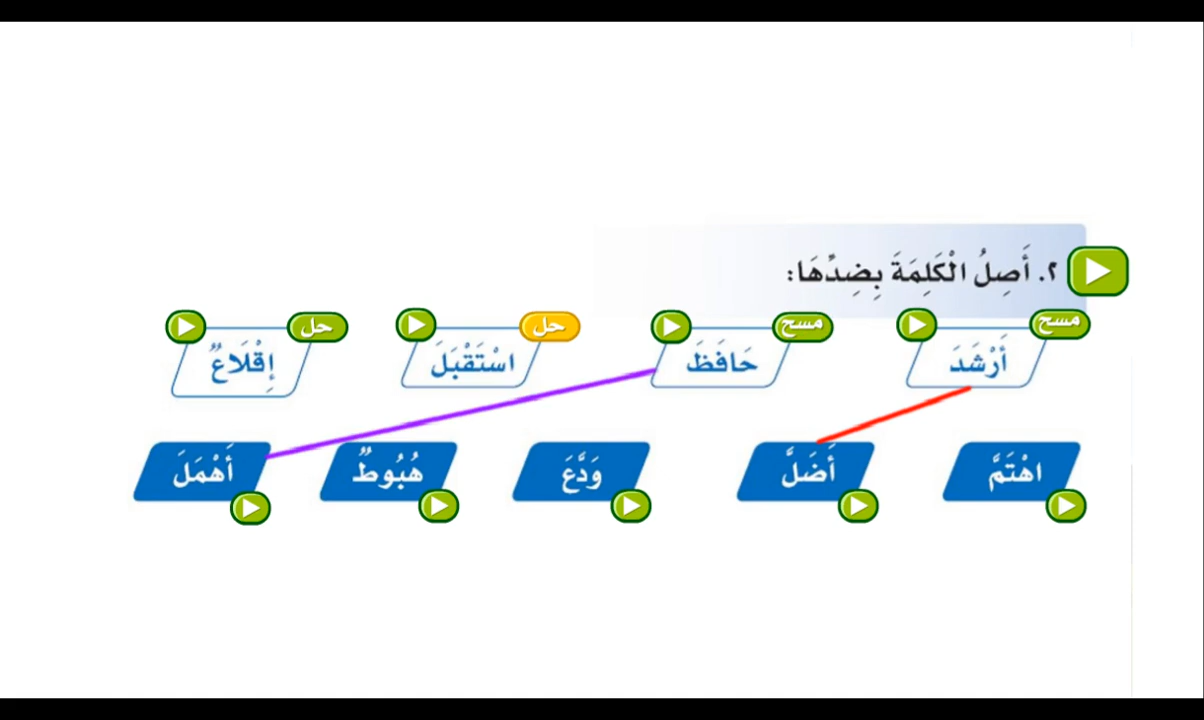 ٢. أَصِلُ الْكَلِمَةَ بِضِدِّهَا:
مسح مسح حل حل
أَرْشَدَ حَافَظَ اسْتَقْبَلَ إِقْلَاعٌ
اهْتَمَّ أَضَلَّ وَدَّعَ هُبُوطٌ أَهْمَلَ